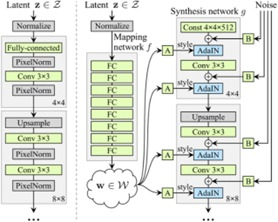 Latent z ∈ Z
Normalize
Fully-connected
PixelNorm
Conv 3×3
PixelNorm
4×4
Upsample
Conv 3×3
PixelNorm
Conv 3×3
PixelNorm
8×8
...
Latent z ∈ Z
Normalize
Mapping
network f
FC
FC
FC
FC
FC
FC
FC
FC
w ∈ W
Synthesis network g
Noise
Const 4×4×512
B
A
style
AdaIN
Conv 3×3
B
A
style
AdaIN
4×4
Upsample
Conv 3×3
B
A
style
AdaIN
Conv 3×3
B
A
style
AdaIN
8×8
...